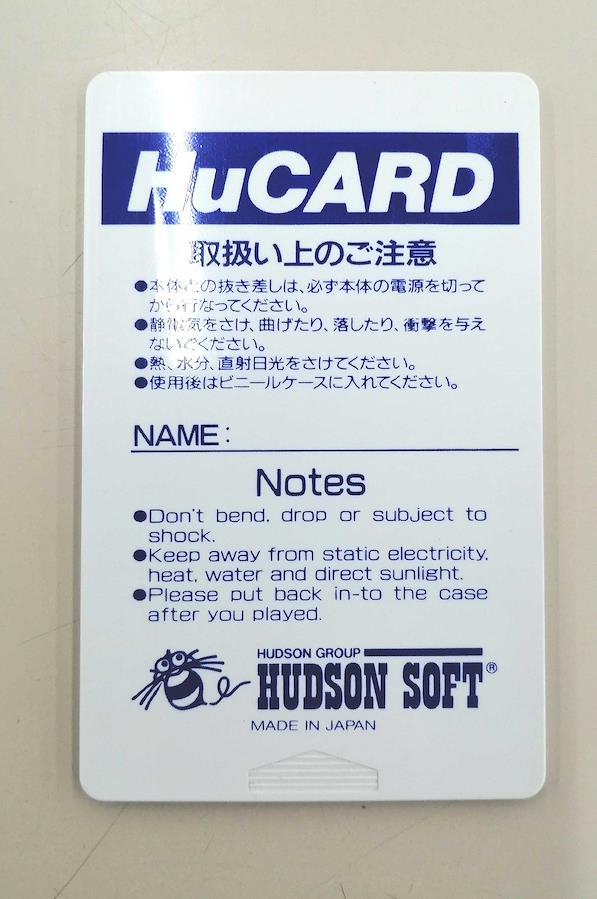 HuCARD
取扱い上のご注意
●本体との抜き差しは、必ず本体の電源を切って
から行なってください。
●静電気をさけ、曲げたり、落したり、衝撃を与え
ないでください。
●熱、水分、直射日光をさけてください。
●使用後はビニールケースに入れてください。
NAME:
Notes
●Don't bend, drop or subject to
shock.
●Keep away from static electricity,
heat, water and direct sunlight.
●Please put back in-to the case
after you played.
HUDSON GROUP
HUDSON SOFT®
MADE IN JAPAN